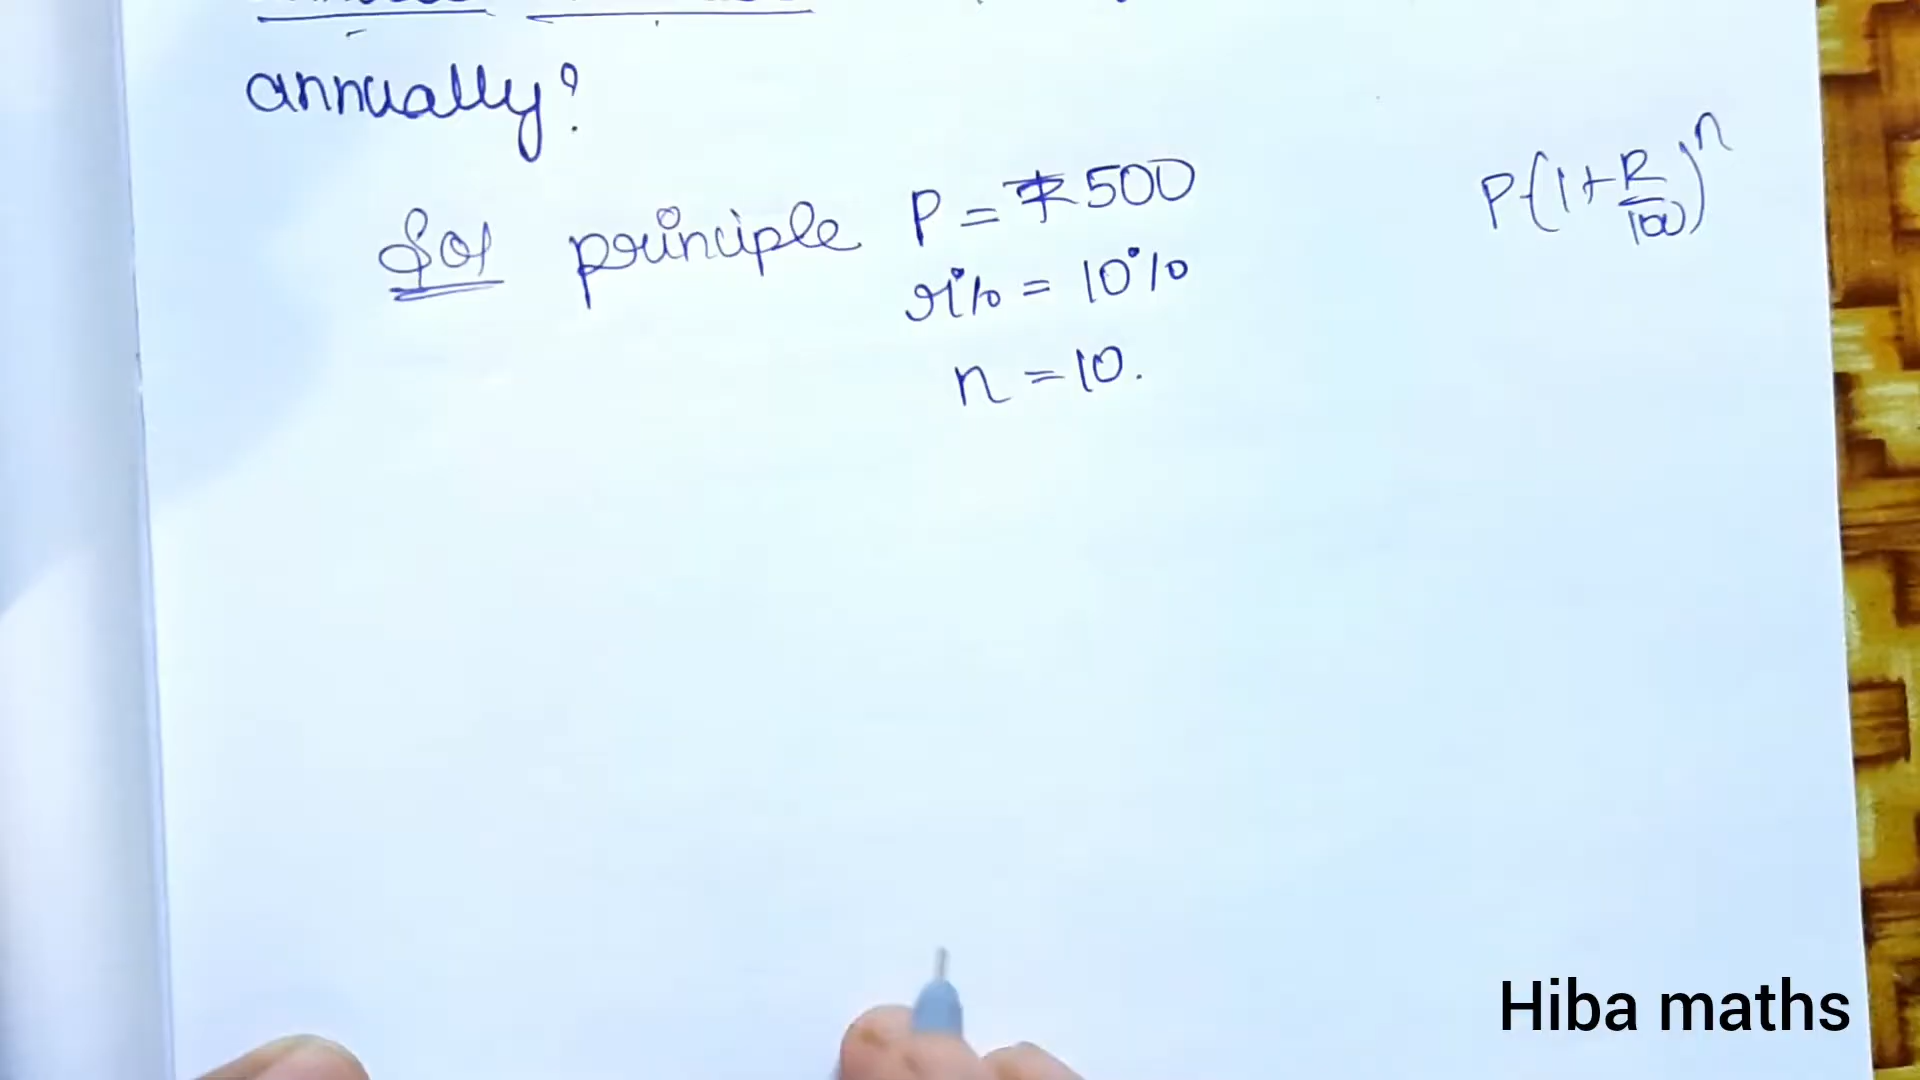 annually?
Sol principle P = ₹500
r% = 10%
n = 10.
P(1+R/100)^n
Hiba maths